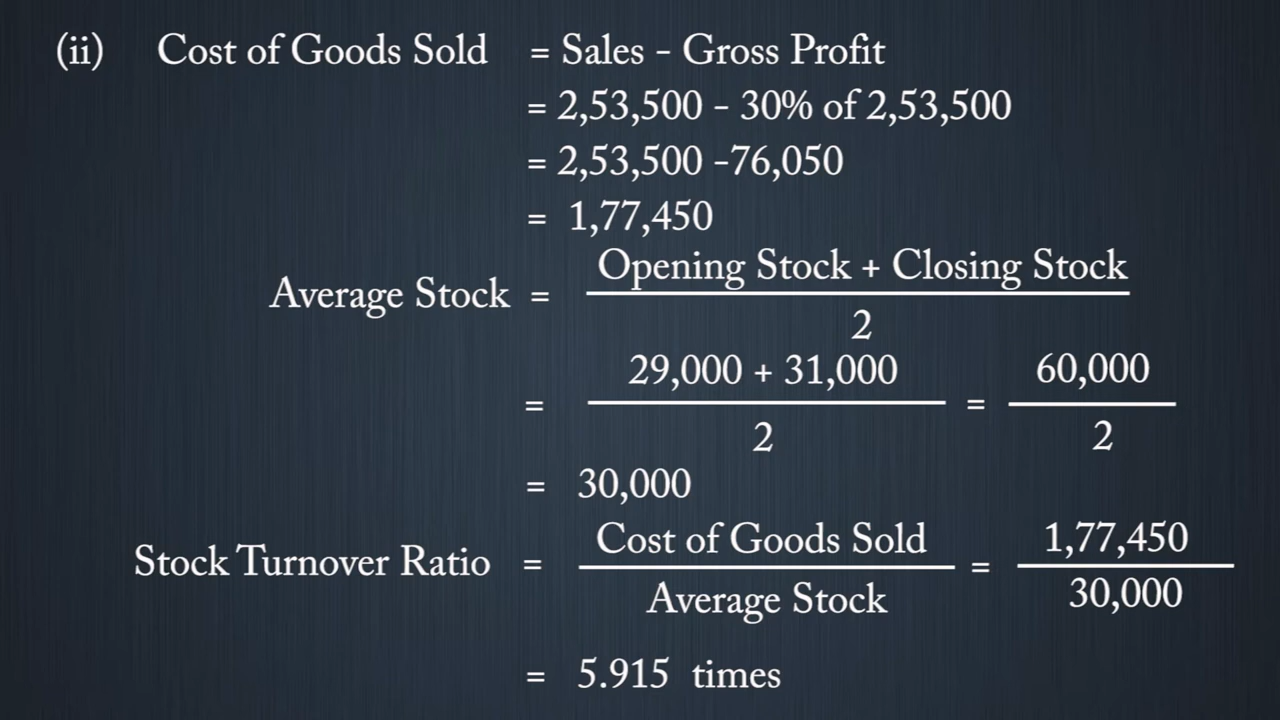 (ii) Cost of Goods Sold = Sales - Gross Profit
= 2,53,500 - 30% of 2,53,500
= 2,53,500 -76,050
= 1,77,450
Opening Stock + Closing Stock
Average Stock =
2
29,000 + 31,000 60,000
= =
2 2
= 30,000
Cost of Goods Sold 1,77,450
Stock Turnover Ratio = =
Average Stock 30,000
= 5.915 times